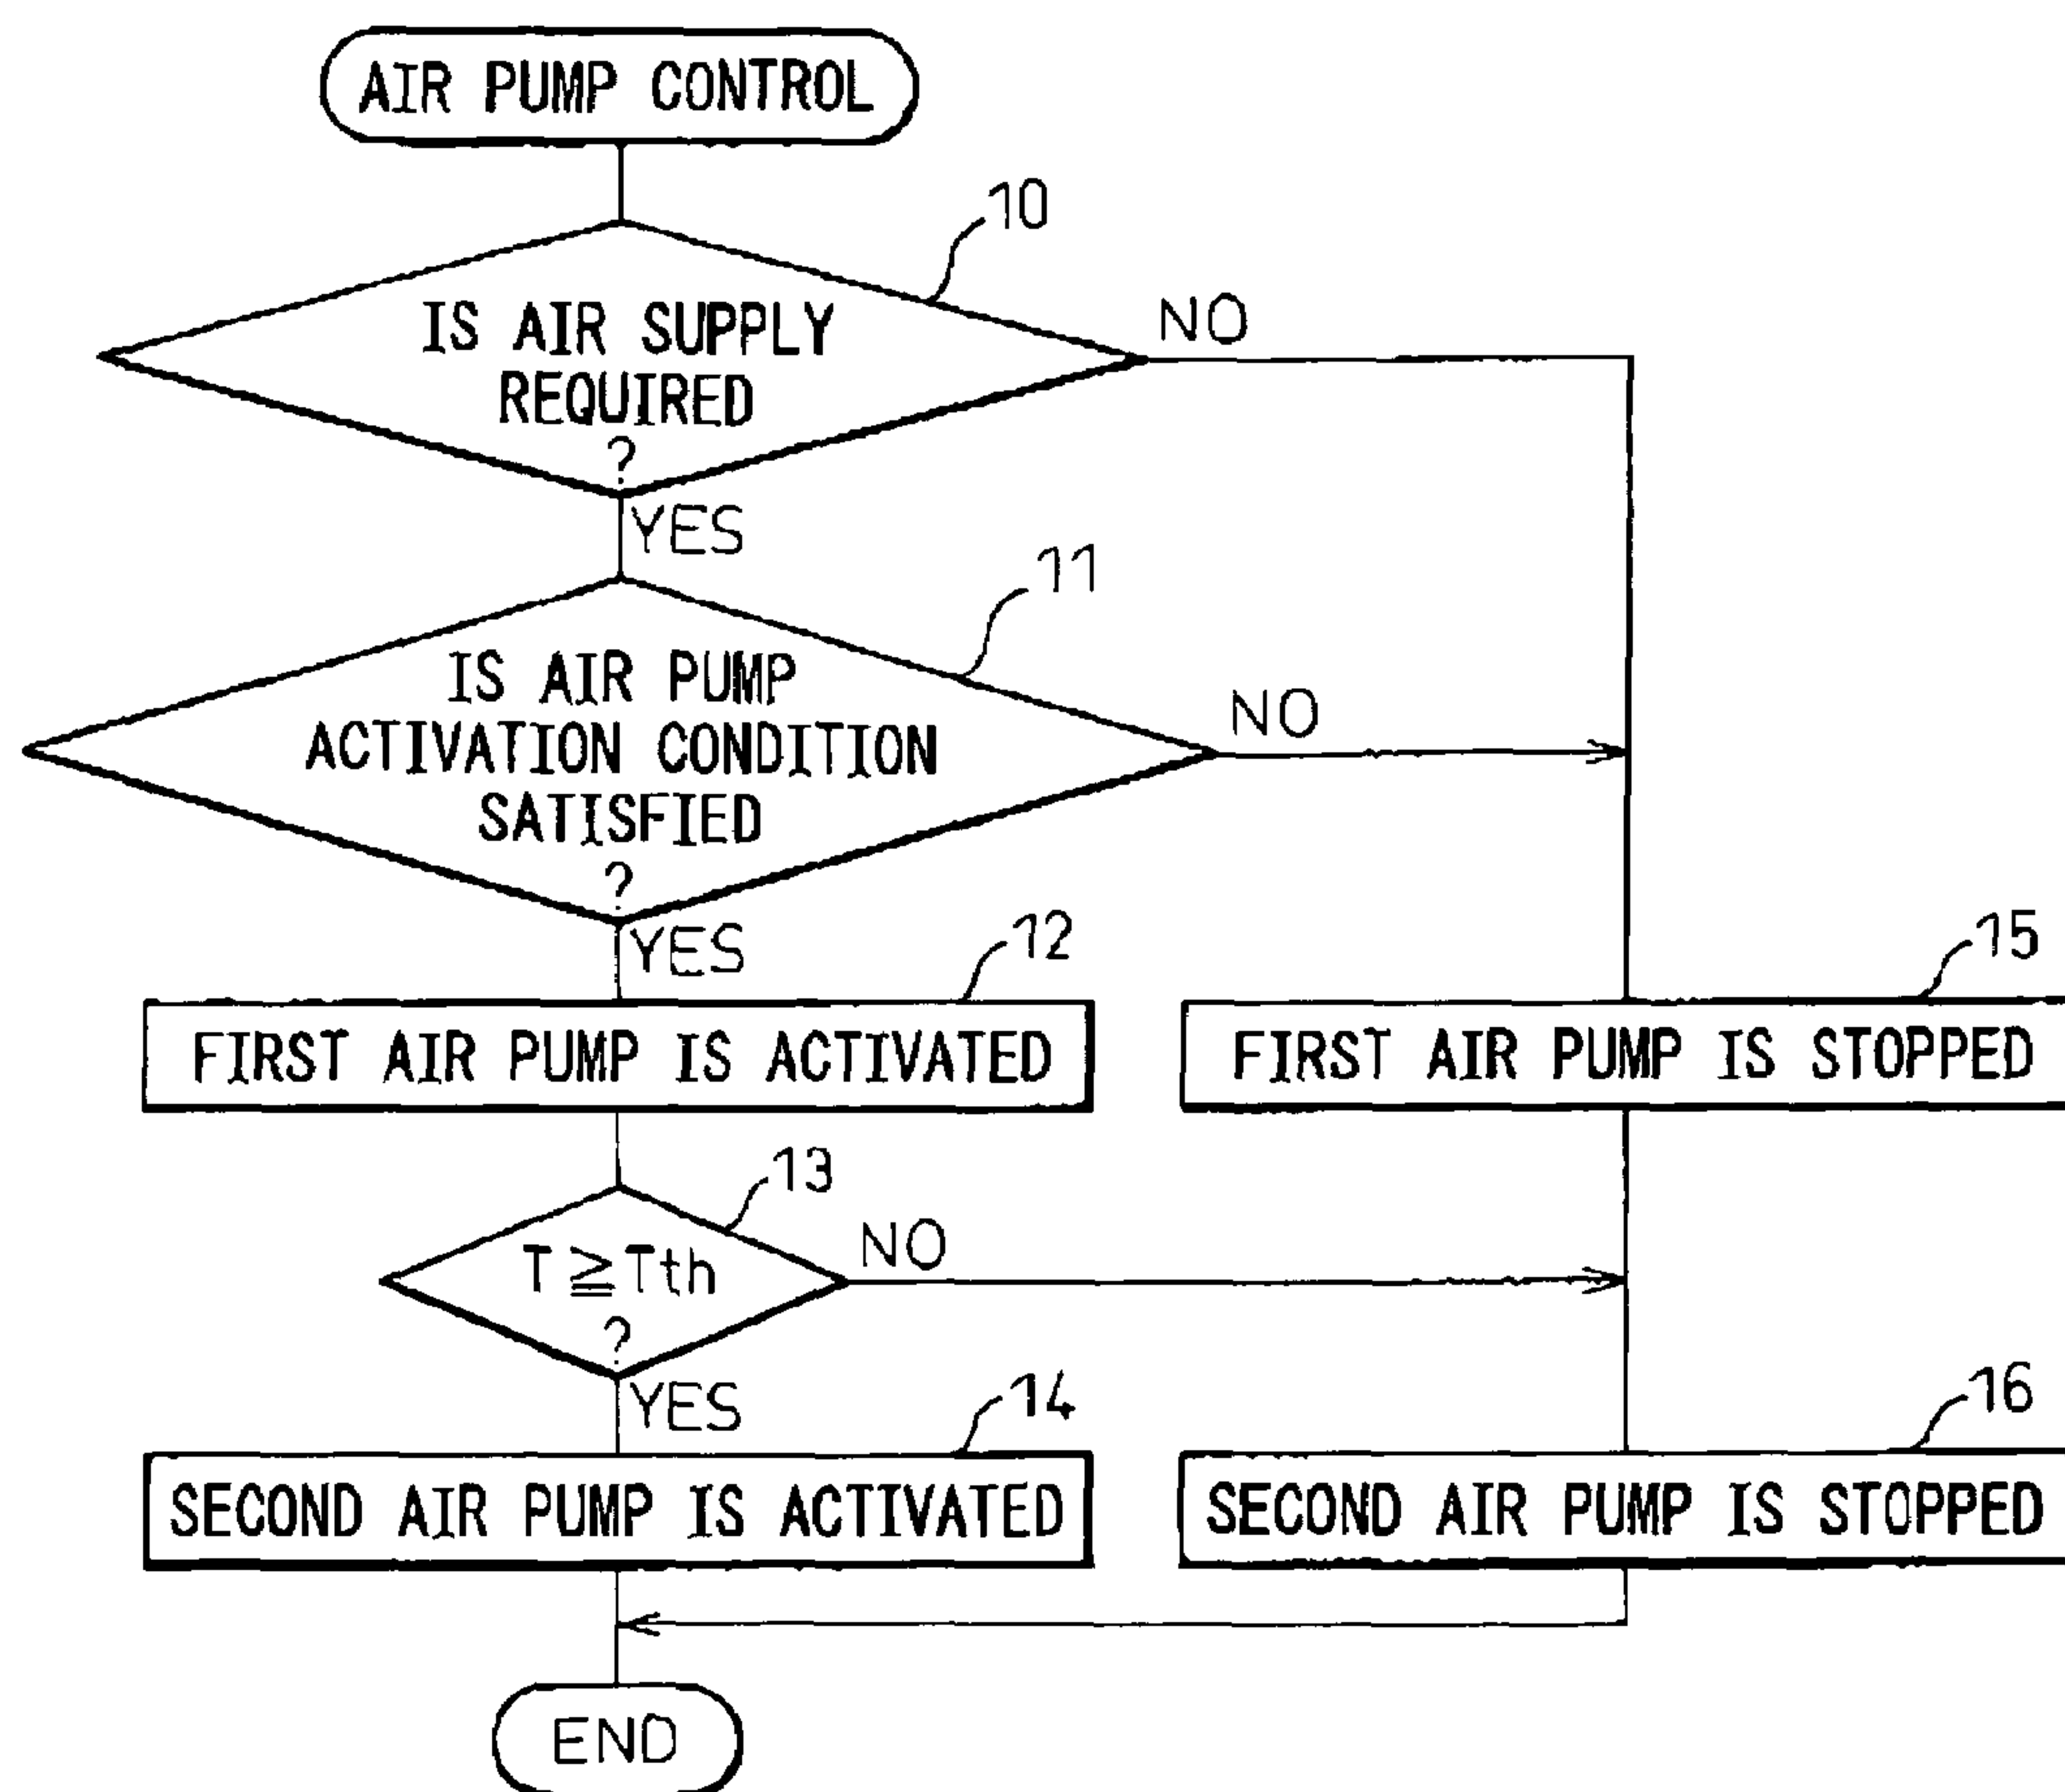 AIR PUMP CONTROL
10
IS AIR SUPPLY
REQUIRED
?
NO
YES
11
IS AIR PUMP
ACTIVATION CONDITION
SATISFIED
?
NO
YES
12
FIRST AIR PUMP IS ACTIVATED
15
FIRST AIR PUMP IS STOPPED
13
T≧Tth
?
NO
YES
14
SECOND AIR PUMP IS ACTIVATED
16
SECOND AIR PUMP IS STOPPED
END